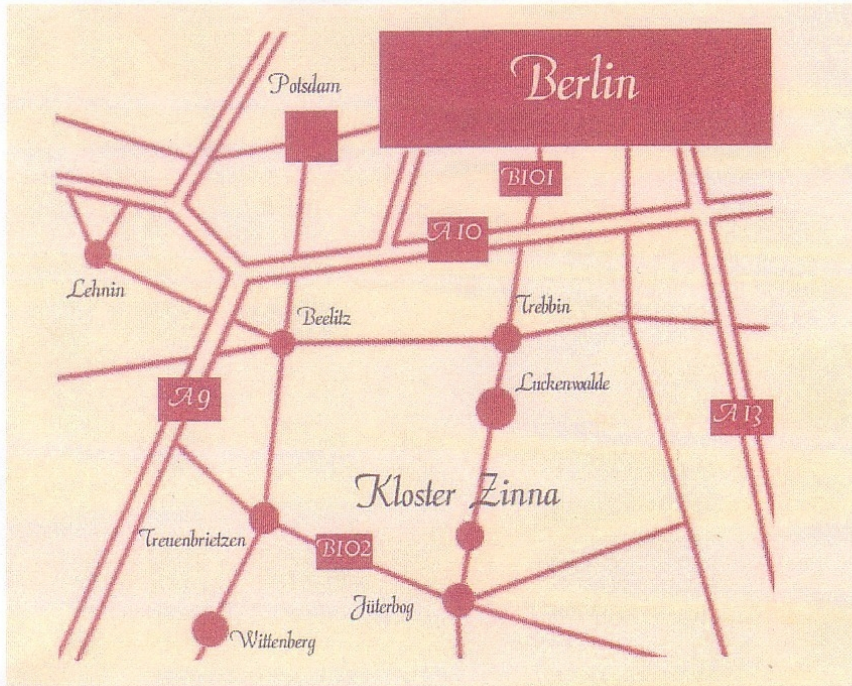 Potsdam
Berlin
B101
A10
Lehnin
Beelitz
Trebbin
Luckenwalde
A9
A13
Kloster Zinna
Treuenbrietzen
B102
Jüterbog
Wittenberg